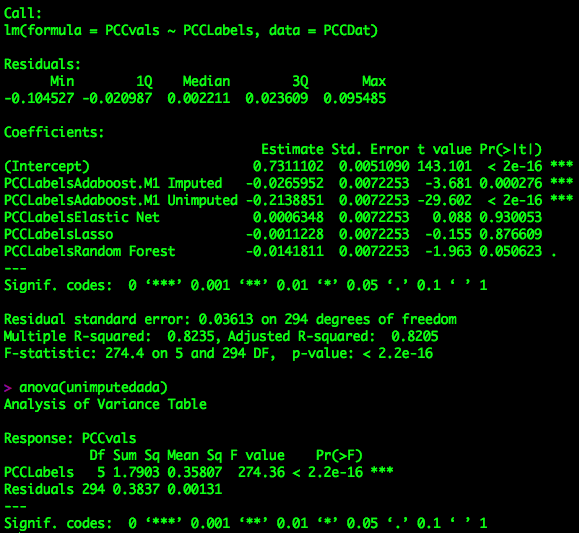 Call:
lm(formula = PCCvals ~ PCCLabels, data = PCCDat)
Residuals:
Min 1Q Median 3Q Max
-0.104527 -0.020987 0.002211 0.023609 0.095485
Coefficients:
Estimate Std. Error t value Pr(>|t|)
(Intercept) 0.7311102 0.0051090 143.101 < 2e-16 ***
PCCLabelsAdaboost.M1 Imputed -0.0265952 0.0072253 -3.681 0.000276 ***
PCCLabelsAdaboost.M1 Unimputed -0.2138851 0.0072253 -29.602 < 2e-16 ***
PCCLabelsElastic Net 0.0006348 0.0072253 0.088 0.930053
PCCLabelsLasso -0.0011228 0.0072253 -0.155 0.876609
PCCLabelsRandom Forest -0.0141811 0.0072253 -1.963 0.050623 .
---
Signif. codes: 0 ‘***’ 0.001 ‘**’ 0.01 ‘*’ 0.05 ‘.’ 0.1 ‘ ’ 1
Residual standard error: 0.03613 on 294 degrees of freedom
Multiple R-squared: 0.8235, Adjusted R-squared: 0.8205
F-statistic: 274.4 on 5 and 294 DF, p-value: < 2.2e-16
> anova(unimputedada)
Analysis of Variance Table
Response: PCCvals
Df Sum Sq Mean Sq F value Pr(>F)
PCCLabels 5 1.7903 0.35807 274.36 < 2.2e-16 ***
Residuals 294 0.3837 0.00131
---
Signif. codes: 0 ‘***’ 0.001 ‘**’ 0.01 ‘*’ 0.05 ‘.’ 0.1 ‘ ’ 1